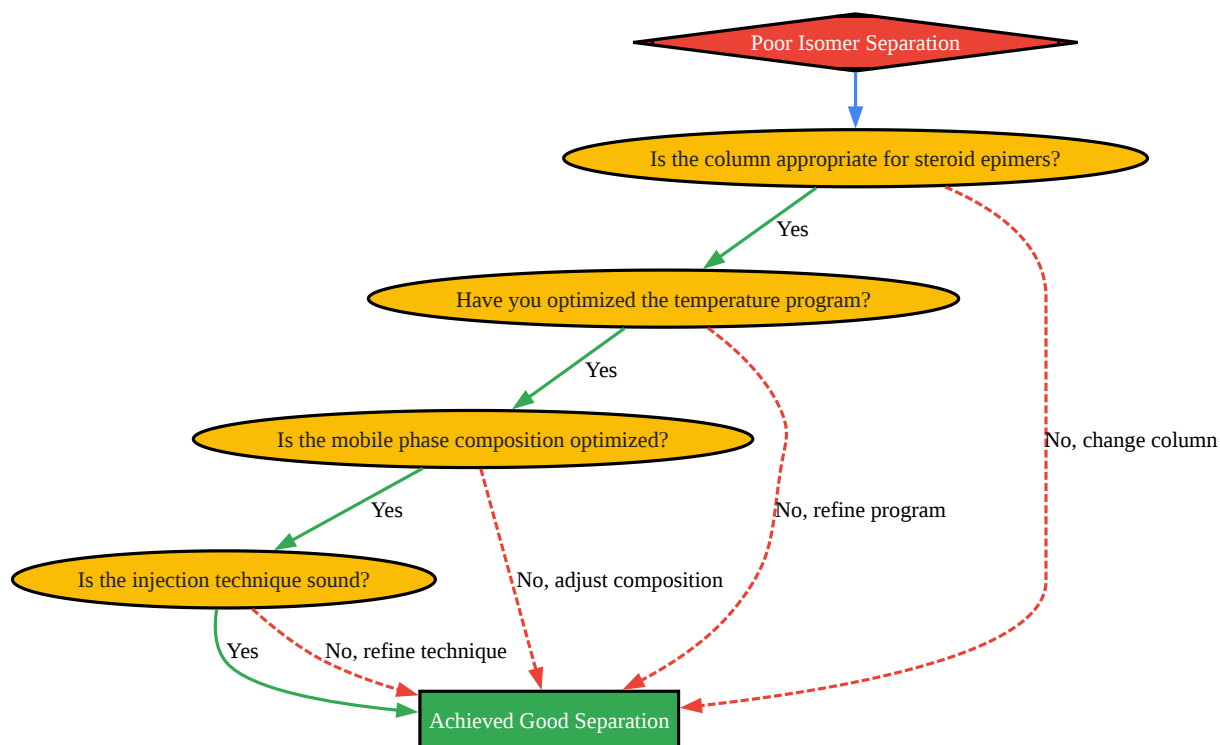 Poor Isomer Separation
Is the column appropriate for steroid epimers?
Yes
Have you optimized the temperature program?
Yes
Is the mobile phase composition optimized?
No, change column
Yes
No, refine program
Is the injection technique sound?
No, adjust composition
Yes
No, refine technique
Achieved Good Separation